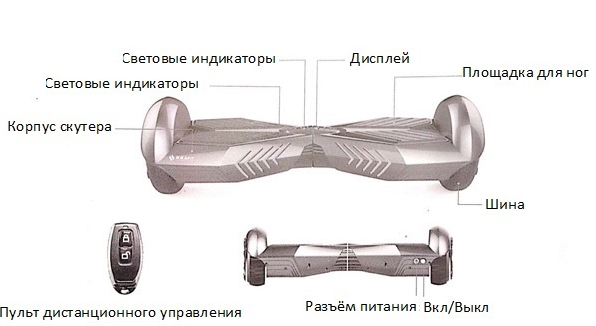 Световые индикаторы
Дисплей
Площадка для ног
Световые индикаторы
Корпус скутера
Шина
Пульт дистанционного управления
Разъём питания
Вкл/Выкл